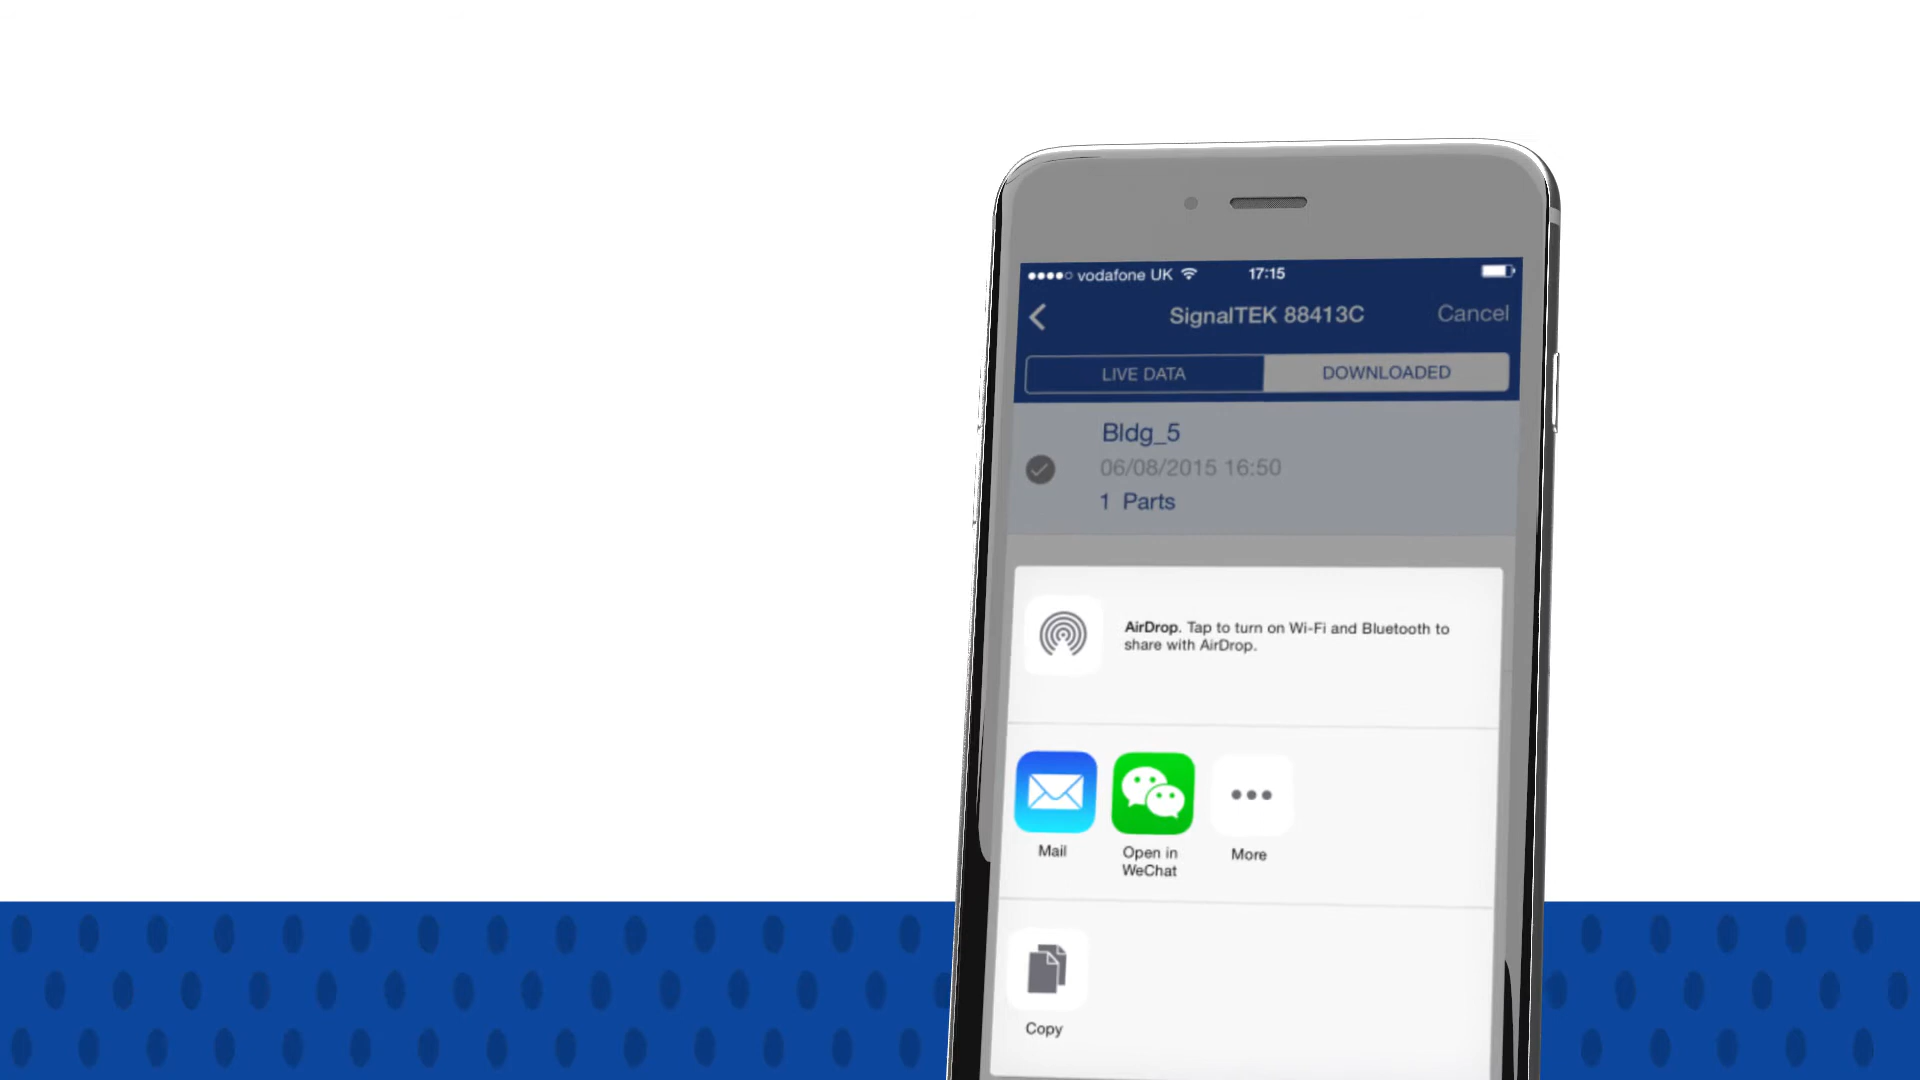 vodafone UK
17:15
SignalTEK 88413C
Cancel
LIVE DATA
DOWNLOADED
Bldg_5
06/08/2015 16:50
1 Parts
AirDrop. Tap to turn on Wi-Fi and Bluetooth to
share with AirDrop.
Mail
Open in
WeChat
More
Copy